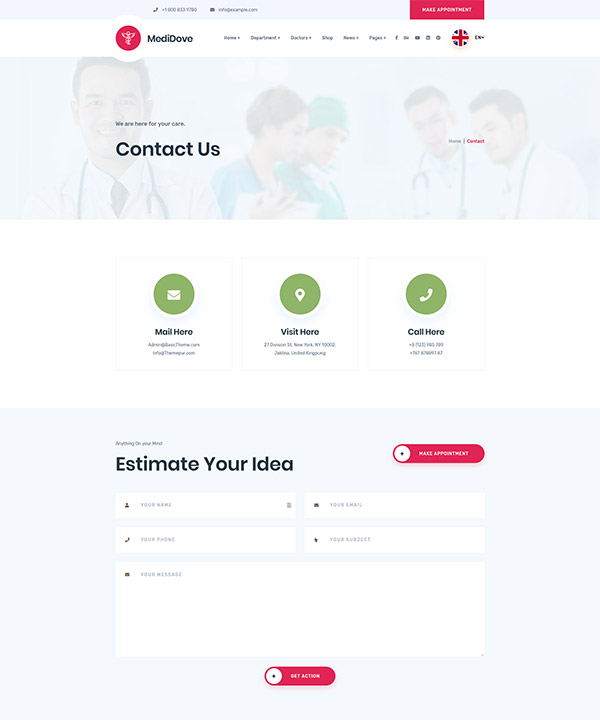 +1 800 833 9780
info@example.com
MAKE APPOINTMENT
MediDove
Home +
Department +
Doctors +
Shop
News +
Pages +
EN
We are here for your care.
Contact Us
Home | Contact
Mail Here
Admin@BasicTheme.com
Info@Themepur.com
Visit Here
27 Division St, New York, NY 10002,
Jaklina, United Kingpung
Call Here
+8 (123) 985 789
+787 878897 87
Anything On your Mind
Estimate Your Idea
MAKE APPOINTMENT
YOUR NAME
YOUR EMAIL
YOUR PHONE
YOUR SUBJECT
YOUR MESSAGE
GET ACTION